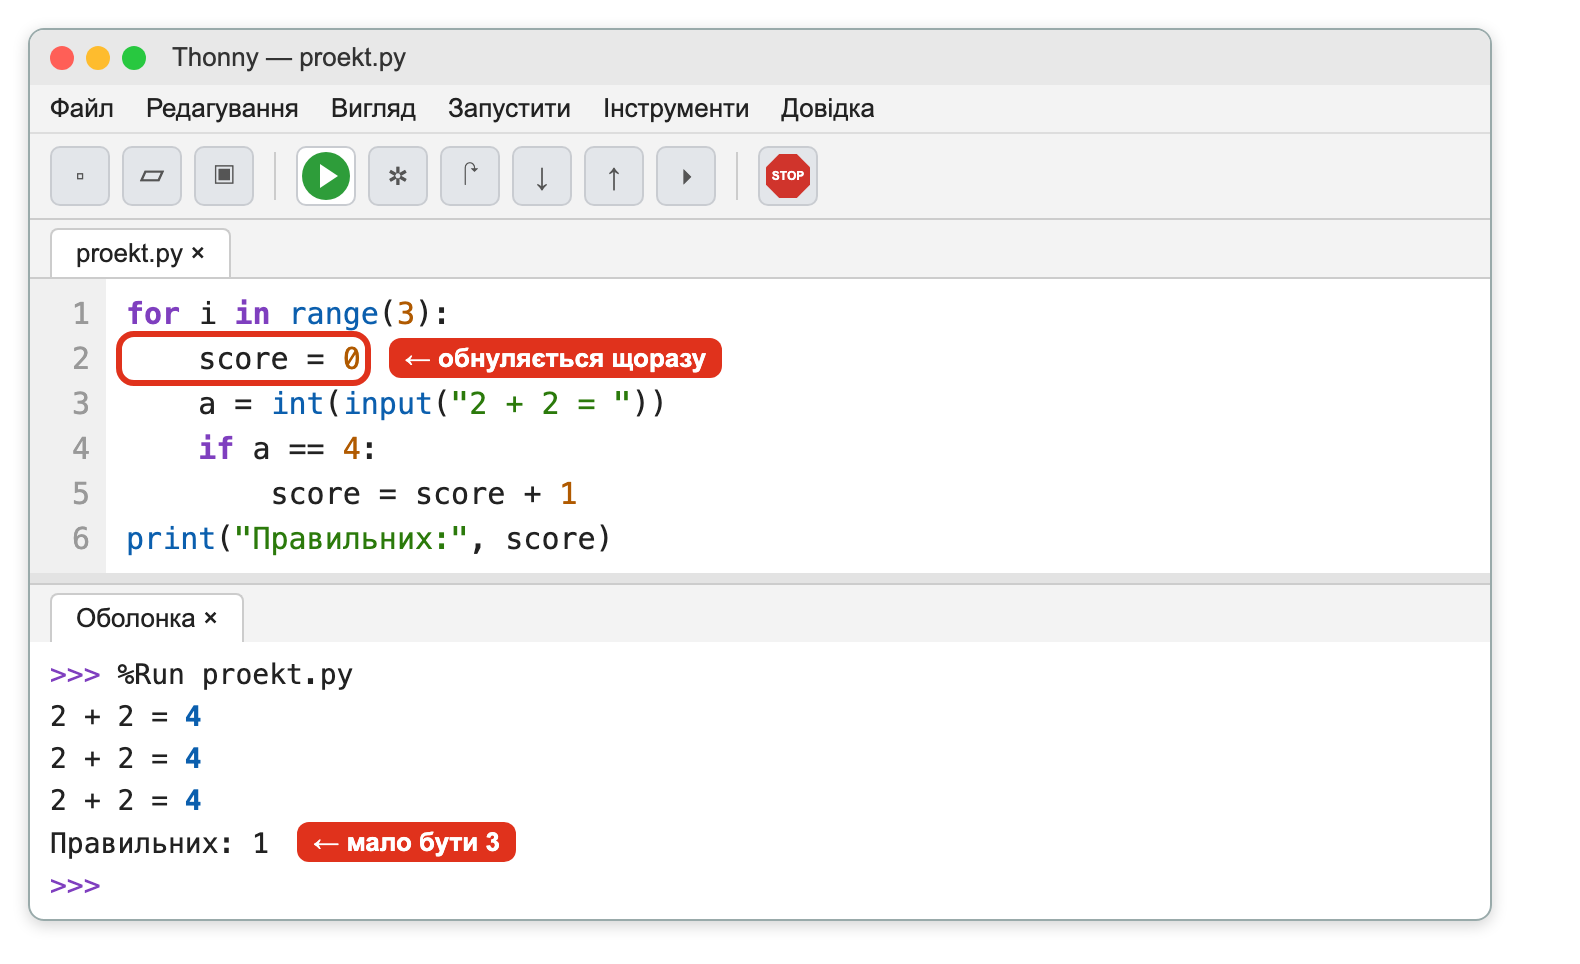 Thonny — proekt.py
Файл Редагування Вигляд Запустити Інструменти Довідка
STOP
proekt.py ×
1 for i in range(3):
2     score = 0 ← обнуляється щоразу
3     a = int(input("2 + 2 = "))
4     if a == 4:
5         score = score + 1
6 print("Правильних:", score)
Оболонка ×
>>> %Run proekt.py
2 + 2 = 4
2 + 2 = 4
2 + 2 = 4
Правильних: 1 ← мало бути 3
>>>